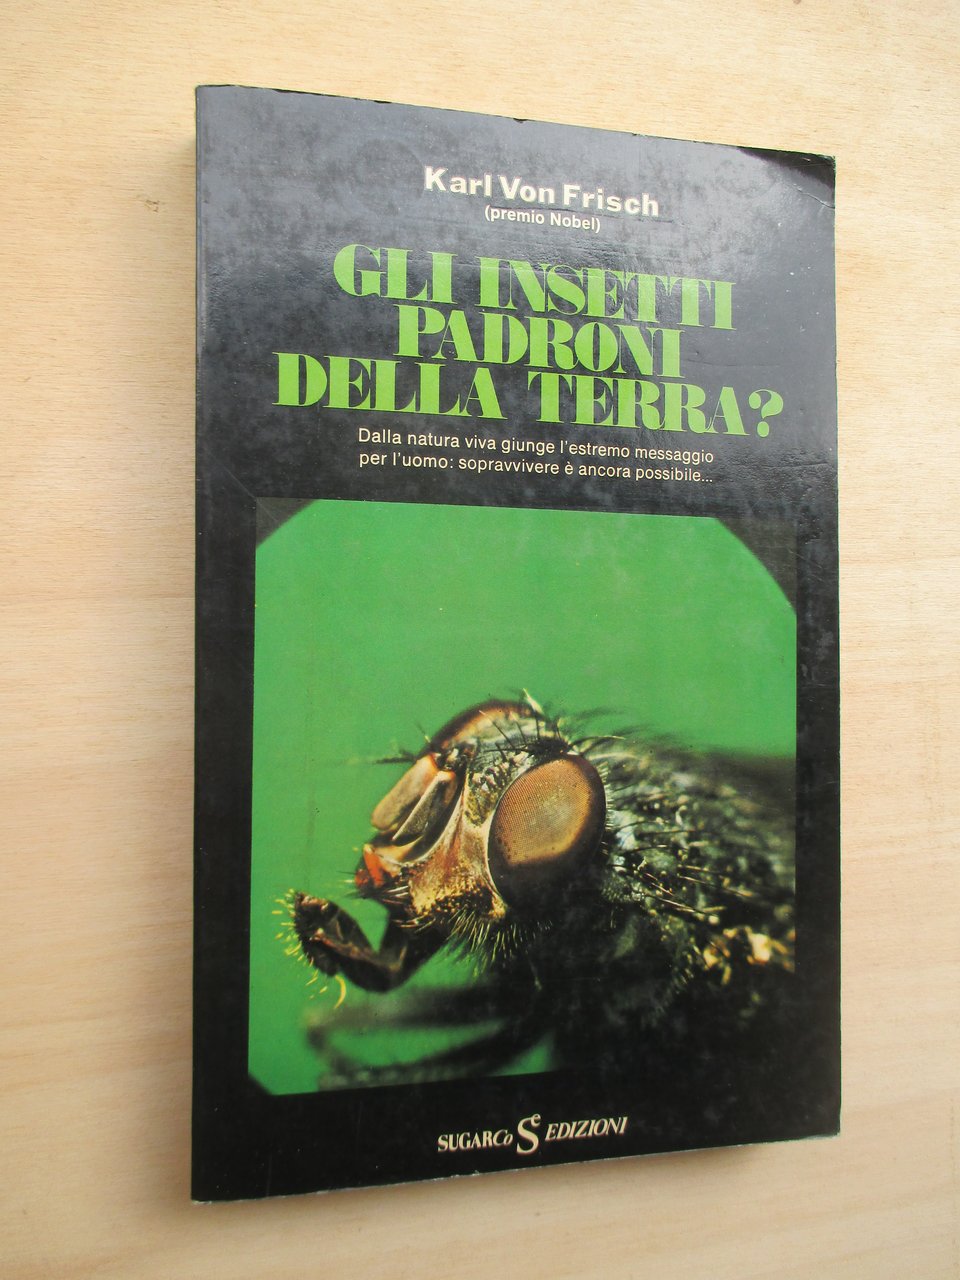 Karl Von Frisch
(premio Nobel)
GLI INSETTI
PADRONI
DELLA TERRA?
Dalla natura viva giunge l'estremo messaggio
per l'uomo: sopravvivere è ancora possibile...
SUGARCo Se EDIZIONI